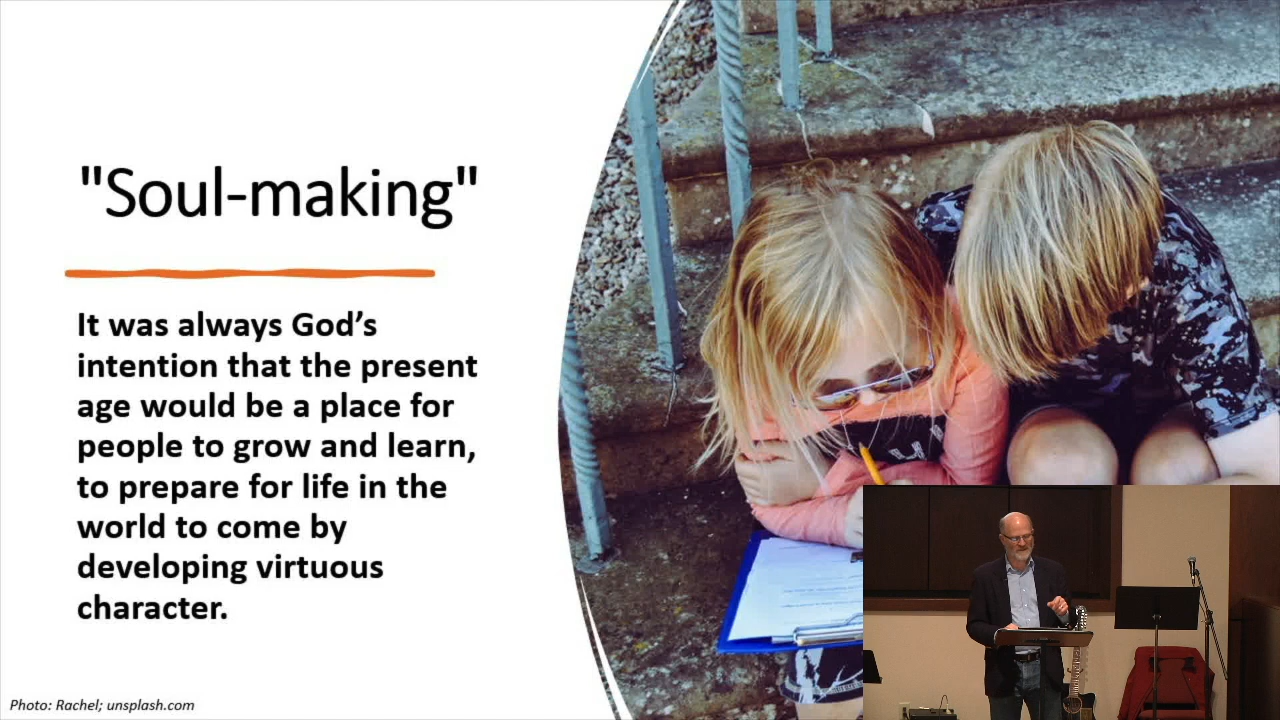 "Soul-making"
It was always God’s
intention that the present
age would be a place for
people to grow and learn,
to prepare for life in the
world to come by
developing virtuous
character.
Photo: Rachel; unsplash.com